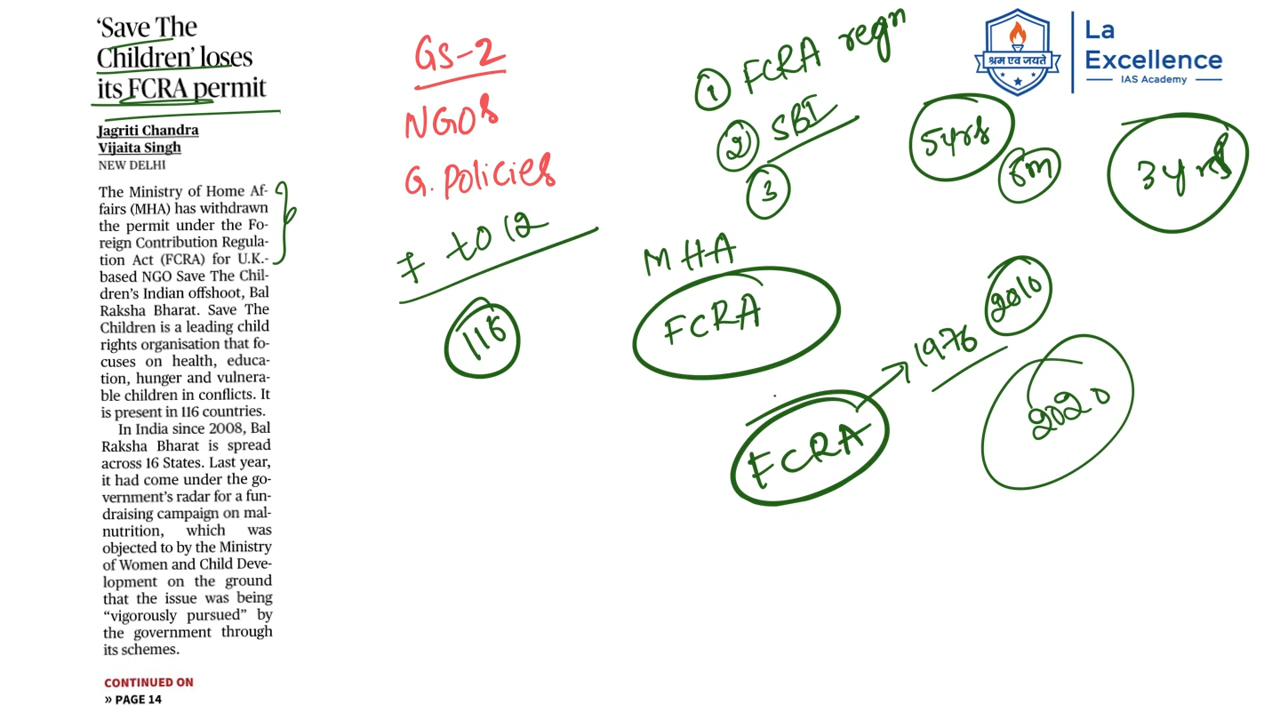 ‘Save The
Children’ loses
its FCRA permit
Jagriti Chandra
Vijaita Singh
NEW DELHI
The Ministry of Home Af-
fairs (MHA) has withdrawn
the permit under the Fo-
reign Contribution Regula-
tion Act (FCRA) for U.K.-
based NGO Save The Chil-
dren’s Indian offshoot, Bal
Raksha Bharat. Save The
Children is a leading child
rights organisation that fo-
cuses on health, educa-
tion, hunger and vulnera-
ble children in conflicts. It
is present in 116 countries.
In India since 2008, Bal
Raksha Bharat is spread
across 16 States. Last year,
it had come under the go-
vernment’s radar for a fun-
draising campaign on mal-
nutrition, which was
objected to by the Ministry
of Women and Child Deve-
lopment on the ground
that the issue was being
“vigorously pursued” by
the government through
its schemes.
CONTINUED ON
» PAGE 14
GS-2
NGOs
G. Policies
7 to 12
116
1 FCRA regn
2 SBI
3
5yrs
6m
3yrs
MHA
FCRA
FCRA
1976
2010
2020
श्रम एव जयते
La
Excellence
IAS Academy